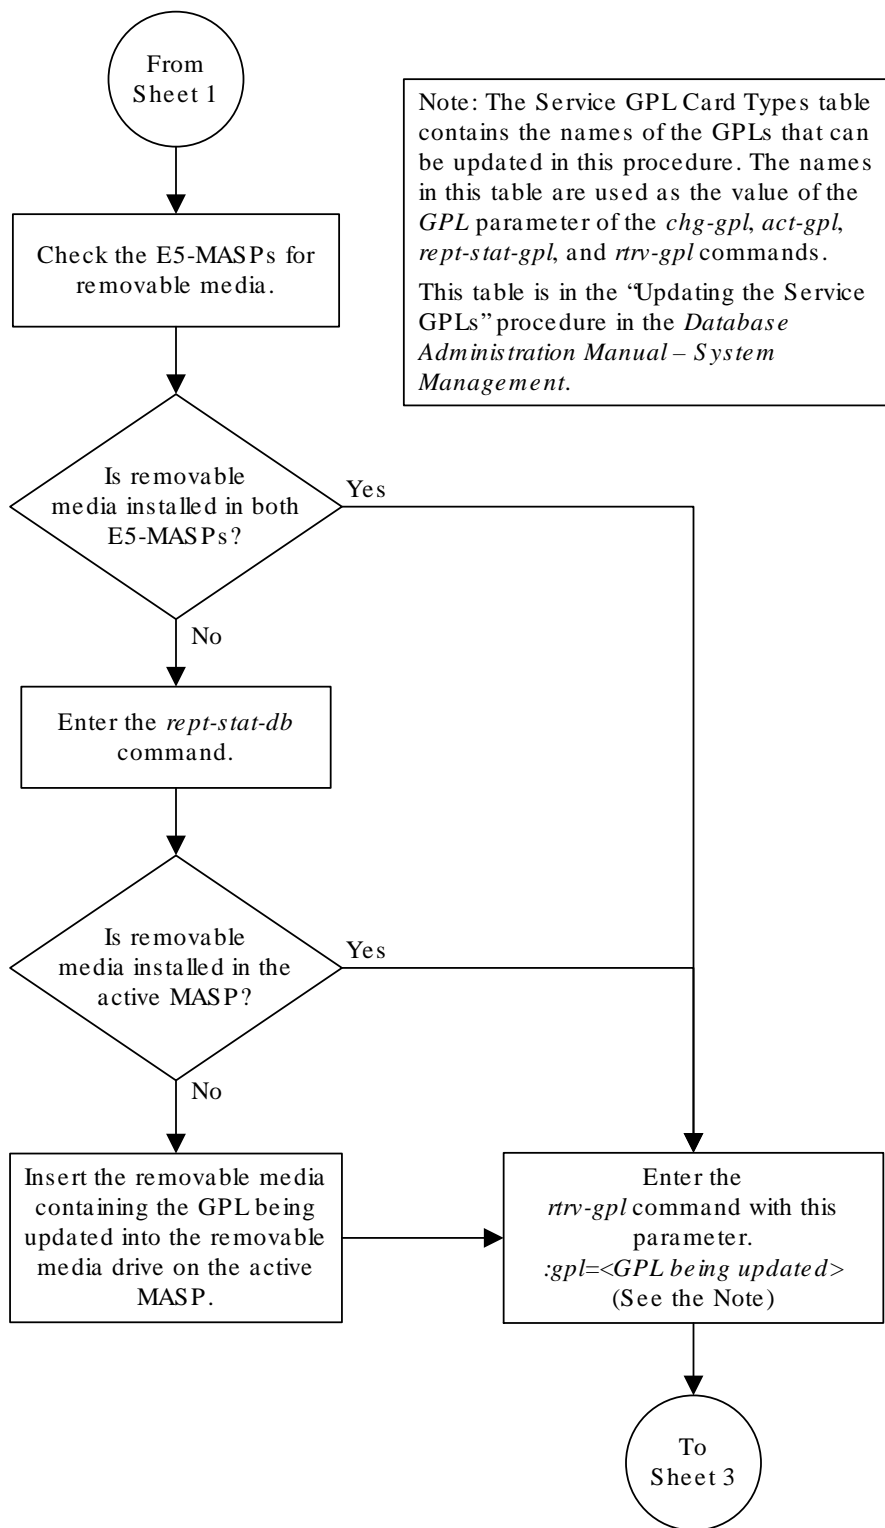 From
Sheet 1
Note: The Service GPL Card Types table
contains the names of the GPLs that can
be updated in this procedure. The names
in this table are used as the value of the
GPL parameter of the chg-gpl, act-gpl,
rept-stat-gpl, and rtrv-gpl commands.
This table is in the “Updating the Service
GPLs” procedure in the Database
Administration Manual – System
Management.
Check the E5-MASPs for
removable media.
Is removable
media installed in both
E5-MASPs?
Yes
No
Enter the rept-stat-db
command.
Is removable
media installed in the
active MASP?
Yes
No
Insert the removable media
containing the GPL being
updated into the removable
media drive on the active
MASP.
Enter the
rtrv-gpl command with this
parameter.
:gpl=<GPL being updated>
(See the Note)
To
Sheet 3